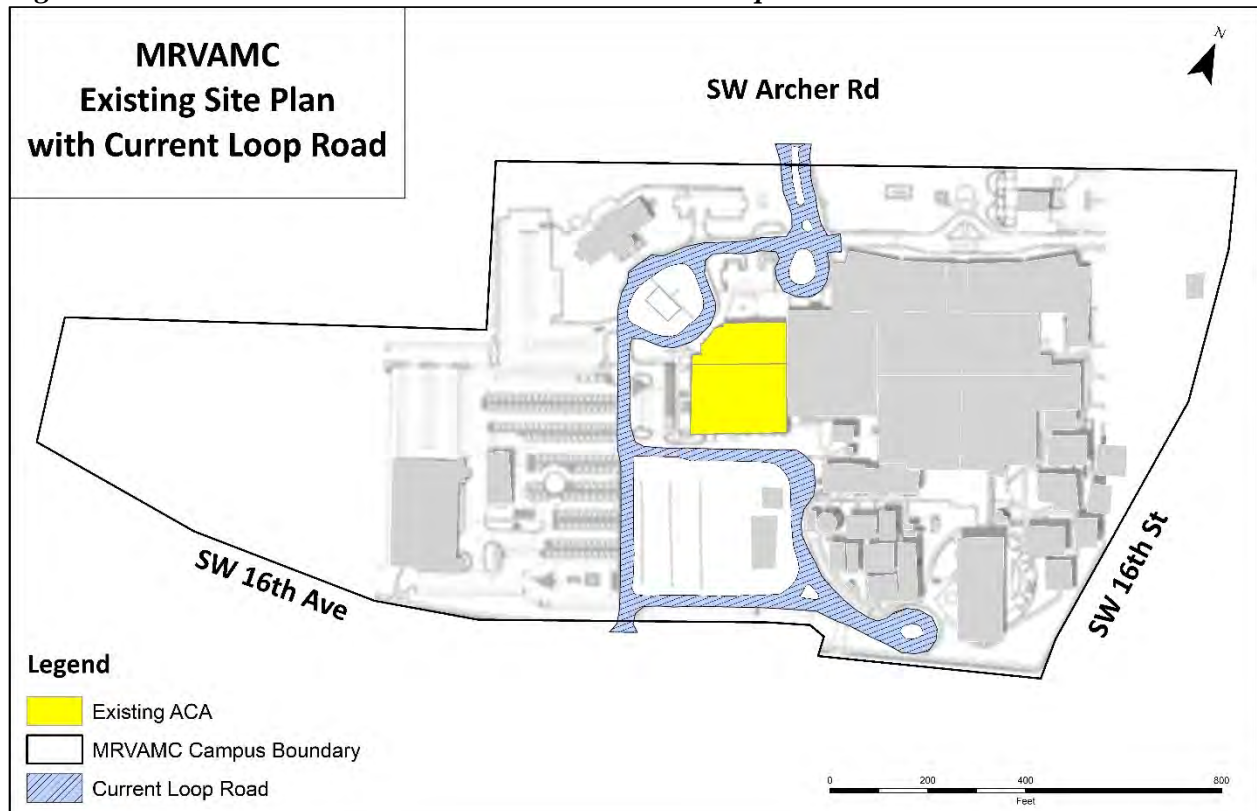 MRVAMC
Existing Site Plan
with Current Loop Road
SW Archer Rd
N
SW 16th Ave
SW 16th St
Legend
Existing ACA
MRVAMC Campus Boundary
Current Loop Road
0 200 400 800
Feet